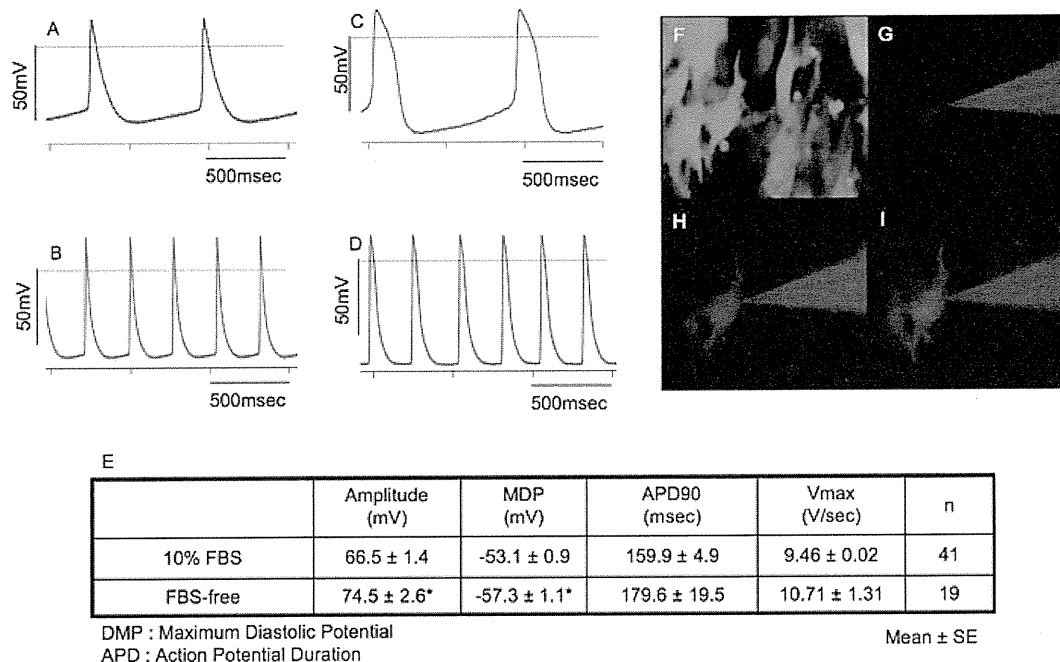 A
50mV
500msec
C
50mV
500msec
B
50mV
500msec
D
50mV
500msec
F
G
H
I
E
Amplitude (mV) MDP (mV) APD90 (msec) Vmax (V/sec) n
10% FBS 66.5 ± 1.4 -53.1 ± 0.9 159.9 ± 4.9 9.46 ± 0.02 41
FBS-free 74.5 ± 2.6* -57.3 ± 1.1* 179.6 ± 19.5 10.71 ± 1.31 19
DMP : Maximum Diastolic Potential
Mean ± SE
APD : Action Potential Duration